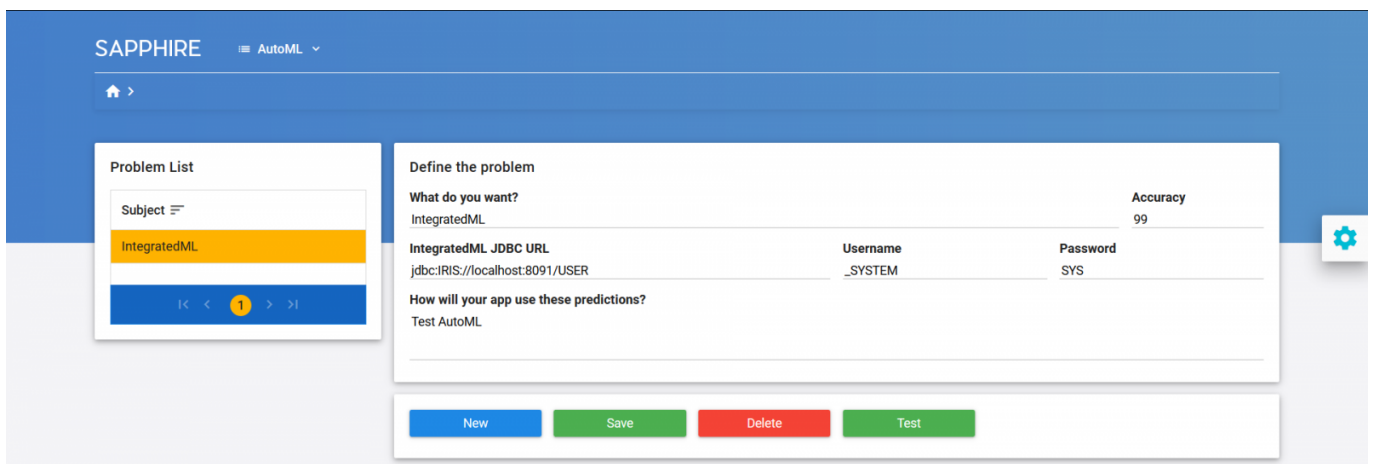 SAPPHIRE AutoML
Problem List
Subject
IntegratedML
1
Define the problem
What do you want? Accuracy
IntegratedML 99
IntegratedML JDBC URL Username Password
jdbc:IRIS://localhost:8091/USER _SYSTEM SYS
How will your app use these predictions?
Test AutoML
New Save Delete Test